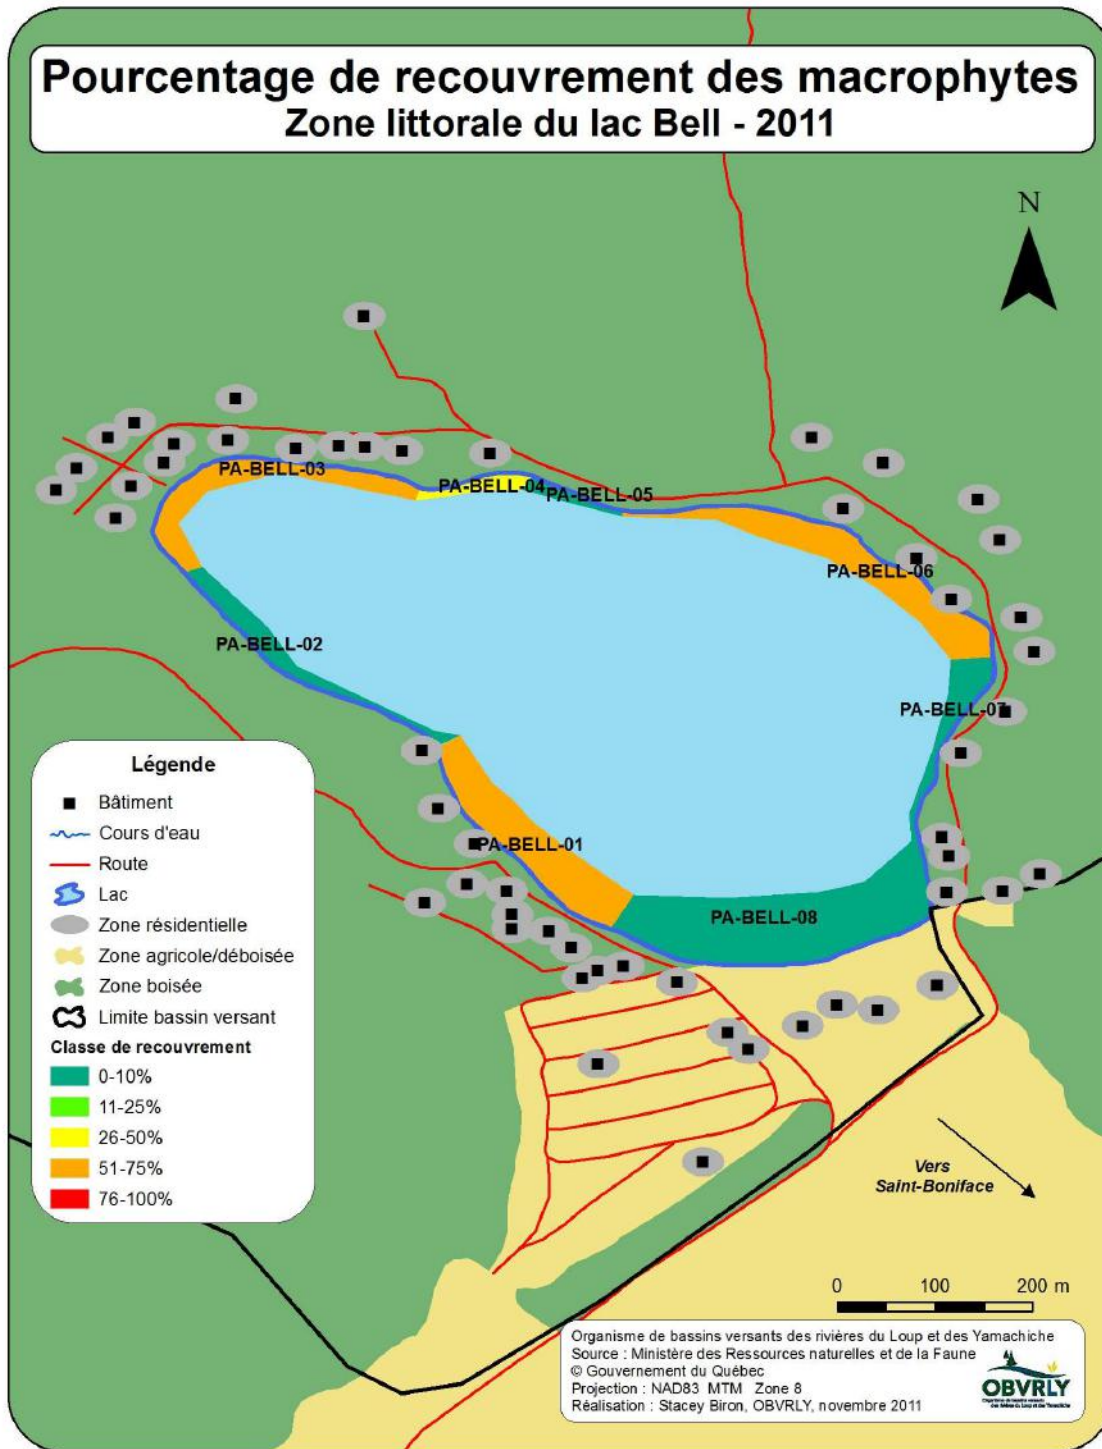 Pourcentage de recouvrement des macrophytes
Zone littorale du lac Bell - 2011
N
PA-BELL-03
PA-BELL-04
PA-BELL-05
PA-BELL-06
PA-BELL-02
PA-BELL-07
PA-BELL-01
PA-BELL-08
Légende
Bâtiment
Cours d'eau
Route
Lac
Zone résidentielle
Zone agricole/déboisée
Zone boisée
Limite bassin versant
Classe de recouvrement
0-10%
11-25%
26-50%
51-75%
76-100%
Vers
Saint-Boniface
0 100 200 m
Organisme de bassins versants des rivières du Loup et des Yamachiche
Source : Ministère des Ressources naturelles et de la Faune
© Gouvernement du Québec
Projection : NAD83 MTM Zone 8
Réalisation : Stacey Biron, OBVRLY, novembre 2011
OBVRLY